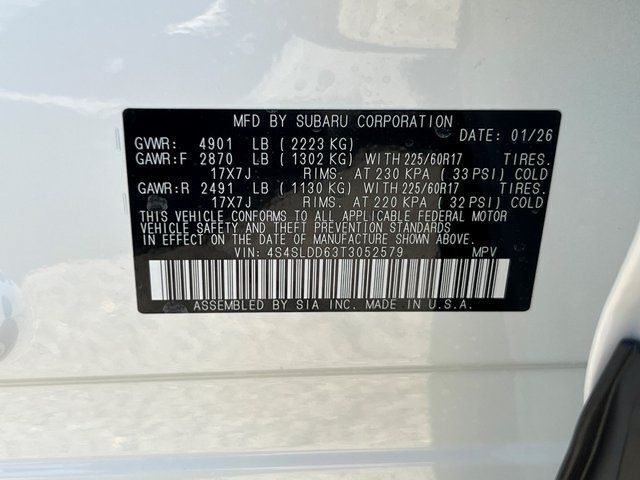 MFD BY SUBARU CORPORATION
DATE: 01/26
GVWR: 4901 LB ( 2223 KG)
GAWR:F 2870 LB ( 1302 KG) WITH 225/60R17 TIRES.
17X7J RIMS. AT 230 KPA ( 33 PSI) COLD
GAWR:R 2491 LB ( 1130 KG) WITH 225/60R17 TIRES.
17X7J RIMS. AT 220 KPA ( 32 PSI) COLD
THIS VEHICLE CONFORMS TO ALL APPLICABLE FEDERAL MOTOR
VEHICLE SAFETY AND THEFT PREVENTION STANDARDS
IN EFFECT ON THE DATE OF MANUFACTURE SHOWN ABOVE.
VIN: 4S4SLDD63T3052579 MPV
ASSEMBLED BY SIA INC. MADE IN U.S.A.